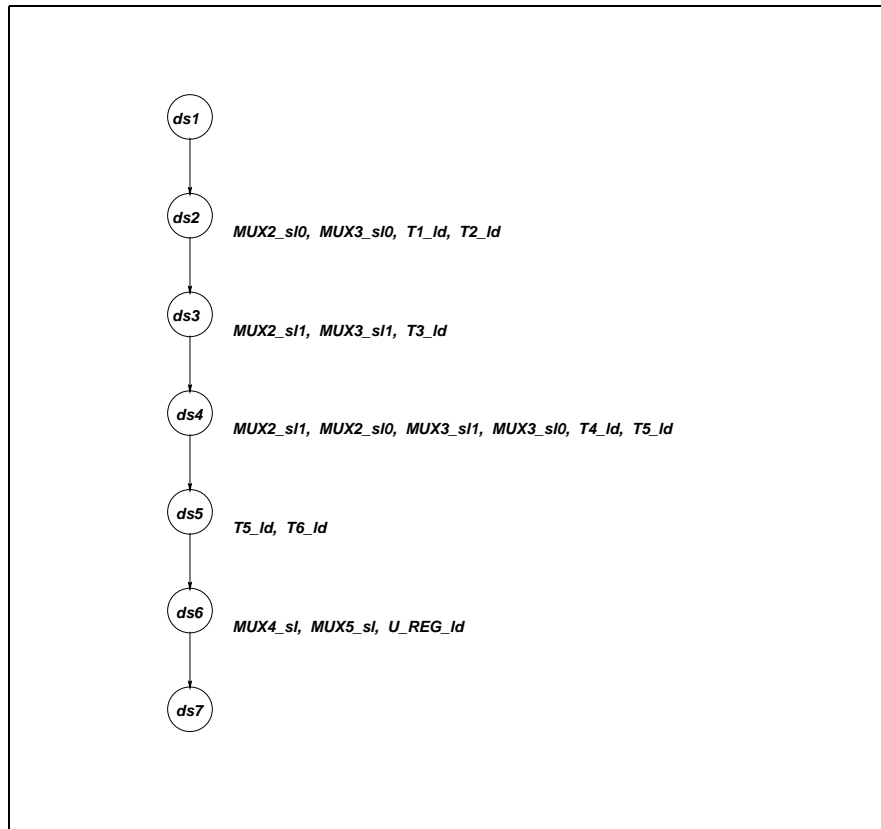 ds1
ds2
MUX2_sl0, MUX3_sl0, T1_ld, T2_ld
ds3
MUX2_sl1, MUX3_sl1, T3_ld
ds4
MUX2_sl1, MUX2_sl0, MUX3_sl1, MUX3_sl0, T4_ld, T5_ld
ds5
T5_ld, T6_ld
ds6
MUX4_sl, MUX5_sl, U_REG_ld
ds7